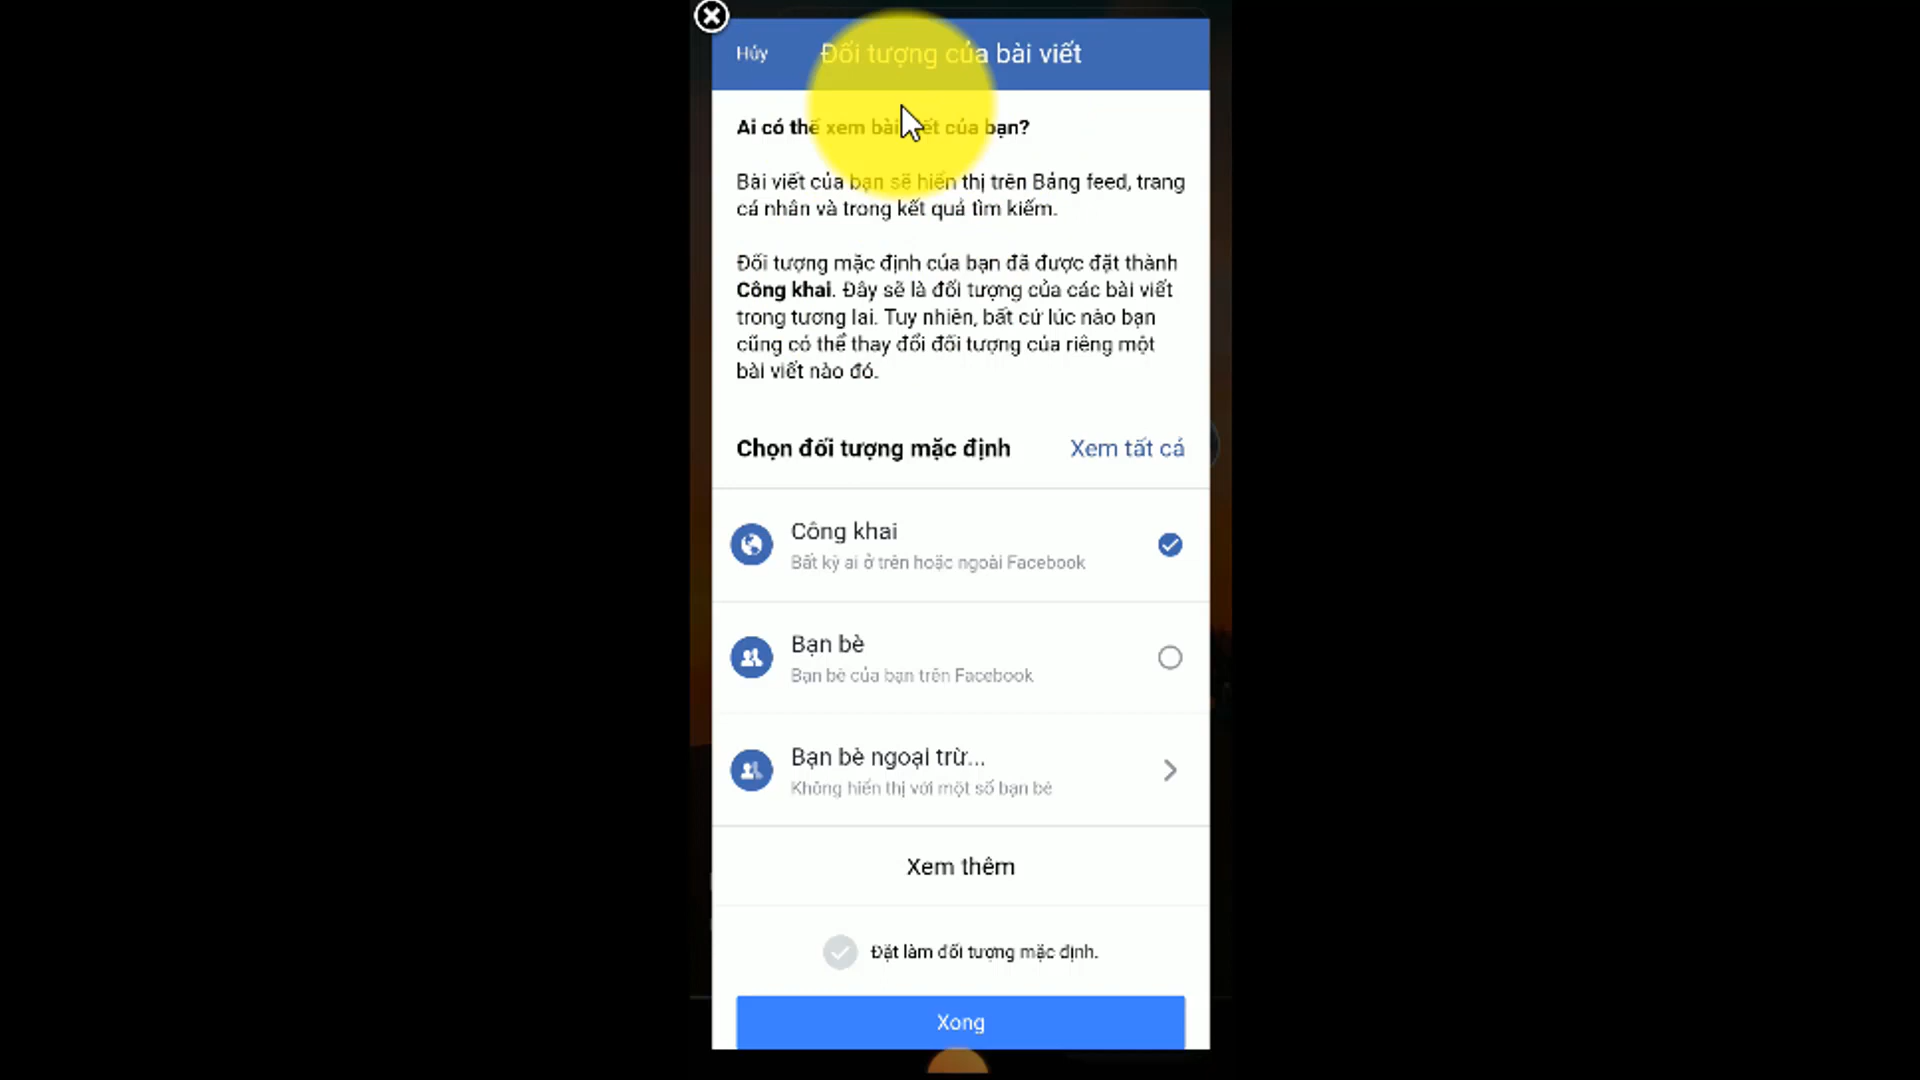 Hủy
Đối tượng của bài viết
Ai có thể xem bài viết của bạn?
Bài viết của bạn sẽ hiển thị trên Bảng feed, trang
cá nhân và trong kết quả tìm kiếm.
Đối tượng mặc định của bạn đã được đặt thành
Công khai. Đây sẽ là đối tượng của các bài viết
trong tương lai. Tuy nhiên, bất cứ lúc nào bạn
cũng có thể thay đổi đối tượng của riêng một
bài viết nào đó.
Chọn đối tượng mặc định
Xem tất cả
Công khai
Bất kỳ ai ở trên hoặc ngoài Facebook
Bạn bè
Bạn bè của bạn trên Facebook
Bạn bè ngoại trừ...
Không hiển thị với một số bạn bè
Xem thêm
Đặt làm đối tượng mặc định.
Xong